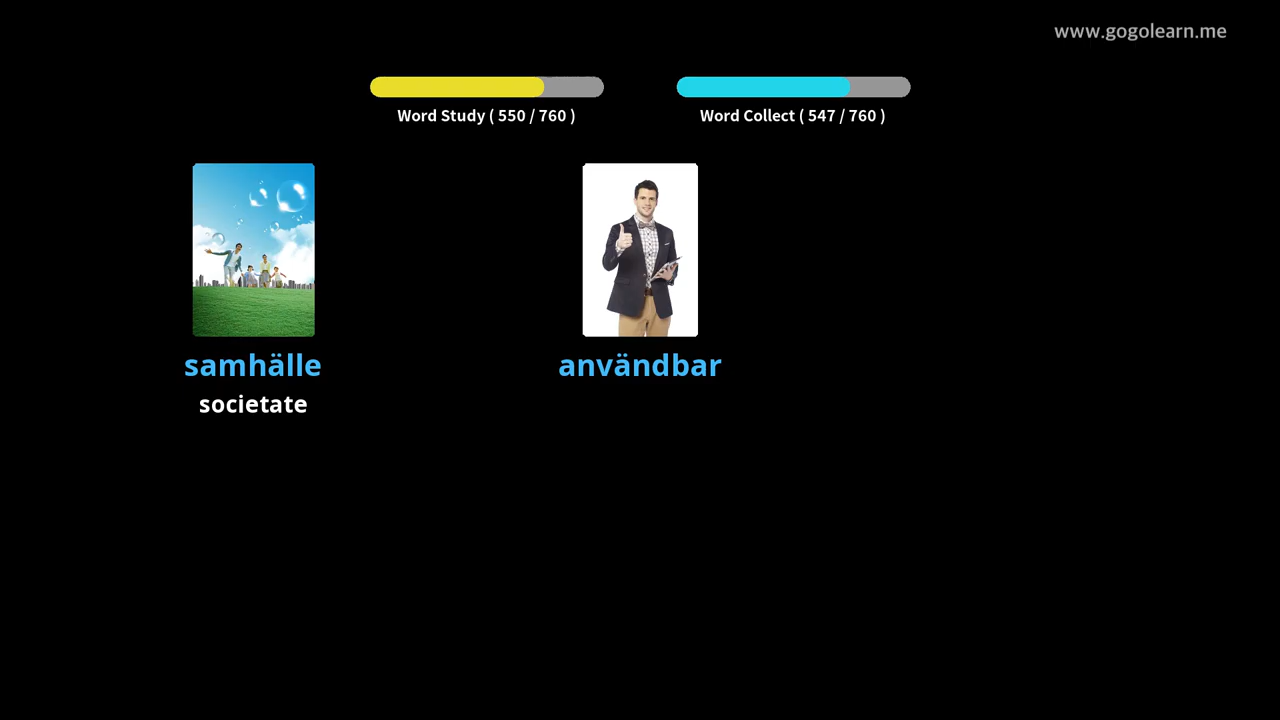 www.gogolearn.me
Word Study ( 550 / 760 )
Word Collect ( 547 / 760 )
samhälle
användbar
societate